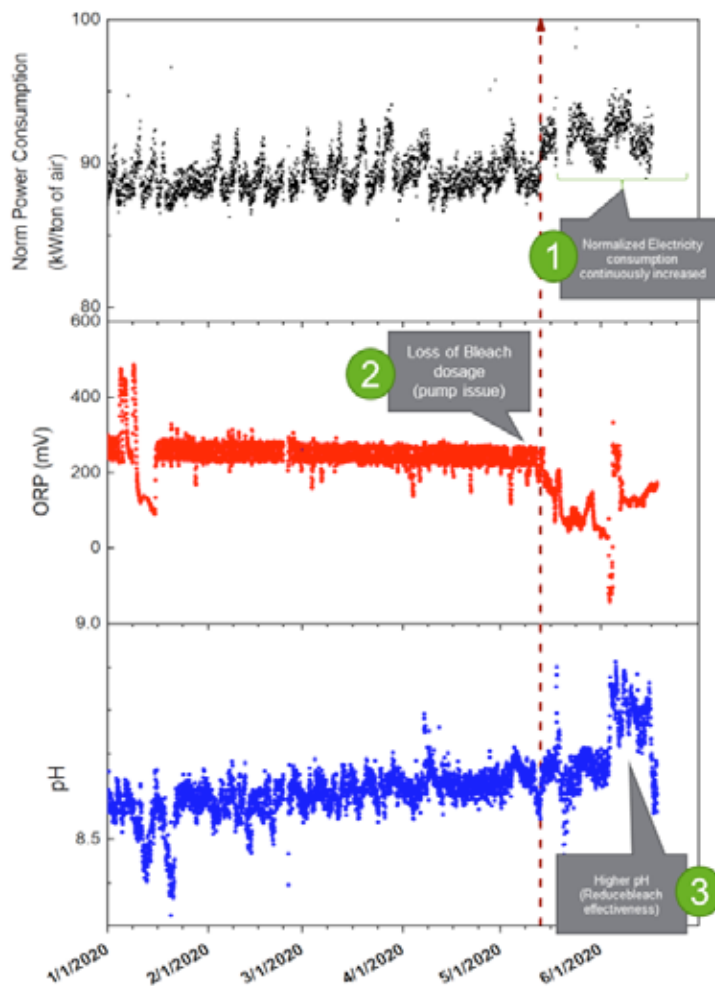 100
Norm Power Consumption
(kW/ton of air)
90
80
1
Normalized Electricity
consumption
continuously increased
600
400
200
0
ORP (mV)
2
Loss of Bleach
dosage
(pump issue)
9.0
8.5
pH
Higher pH
(Reducebleach
effectiveness)
3
1/1/2020
2/1/2020
3/1/2020
4/1/2020
5/1/2020
6/1/2020